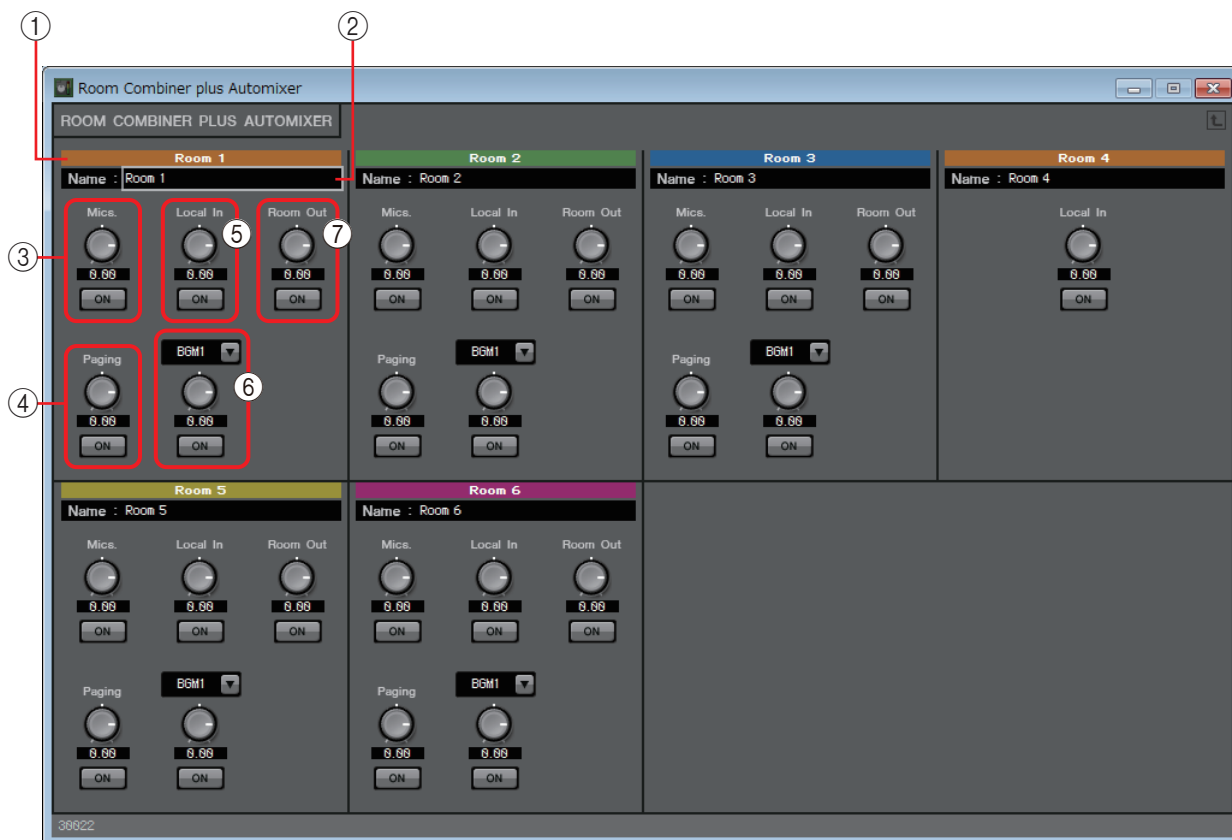 ① ②
Room Combiner plus Automixer
ROOM COMBINER PLUS AUTOMIXER
Room 1 Room 2 Room 3 Room 4
Name : Room 1 Name : Room 2 Name : Room 3 Name : Room 4
Mics. Local In Room Out Mics. Local In Room Out Mics. Local In Room Out Local In
③ ⑤ ⑦
0.00 0.00 0.00 0.00 0.00 0.00 0.00 0.00 0.00 0.00
ON ON ON ON ON ON ON ON ON ON
Paging BGM1 Paging BGM1 Paging BGM1
④ ⑥
0.00 0.00 0.00 0.00 0.00 0.00
ON ON ON ON ON ON
Room 5 Room 6
Name : Room 5 Name : Room 6
Mics. Local In Room Out Mics. Local In Room Out
0.00 0.00 0.00 0.00 0.00 0.00
ON ON ON ON ON ON
Paging BGM1 Paging BGM1
0.00 0.00 0.00 0.00
ON ON ON ON
30022